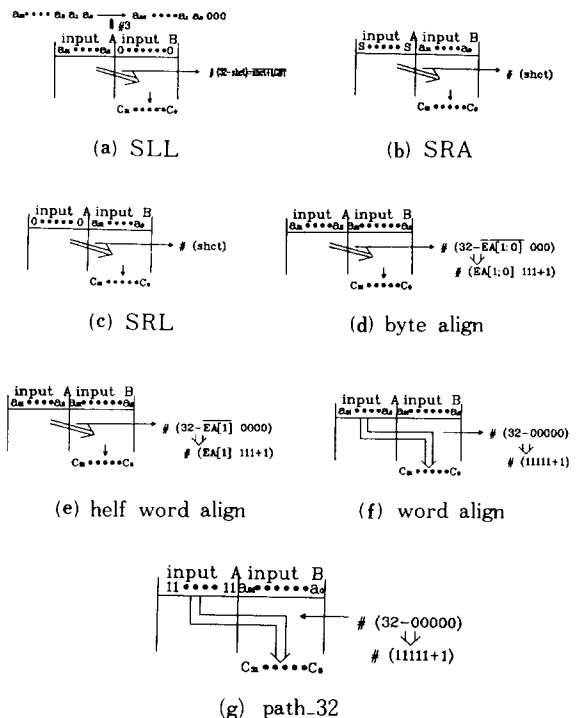 a₃₁•••••a₂ a₁ a₀ ⟶ a₂₈•••••a₁ a₀ 000
#3
input A input B
a₃₁•••••a₀ 0•••••0
# (32-shct)=shct+1
C₃₁•••••C₀
(a) SLL
input A input B
S•••••S a₃₁••••a₀
# (shct)
C₃₁•••••C₀
(b) SRA
input A input B
0•••••0 a₃₁••••a₀
# (shct)
C₃₁•••••C₀
(c) SRL
input A input B
a₃₁•••••a₀ a₃₁•••••a₀
# (32-EA[1:0] 000)
# (EA[1;0] 111+1)
C₃₁•••••C₀
(d) byte align
input A input B
a₃₁•••••a₀ a₃₁•••••a₀
# (32-EA[1] 0000)
# (EA[1] 111+1)
C₃₁•••••C₀
(e) helf word align
input A input B
a₃₁••••a₀ a₃₁•••••a₀
# (32-00000)
# (11111+1)
C₃₁•••••C₀
(f) word align
input A input B
11••••11 a₃₁•••••a₀
# (32-00000)
# (11111+1)
C₃₁•••••C₀
(g) path_32